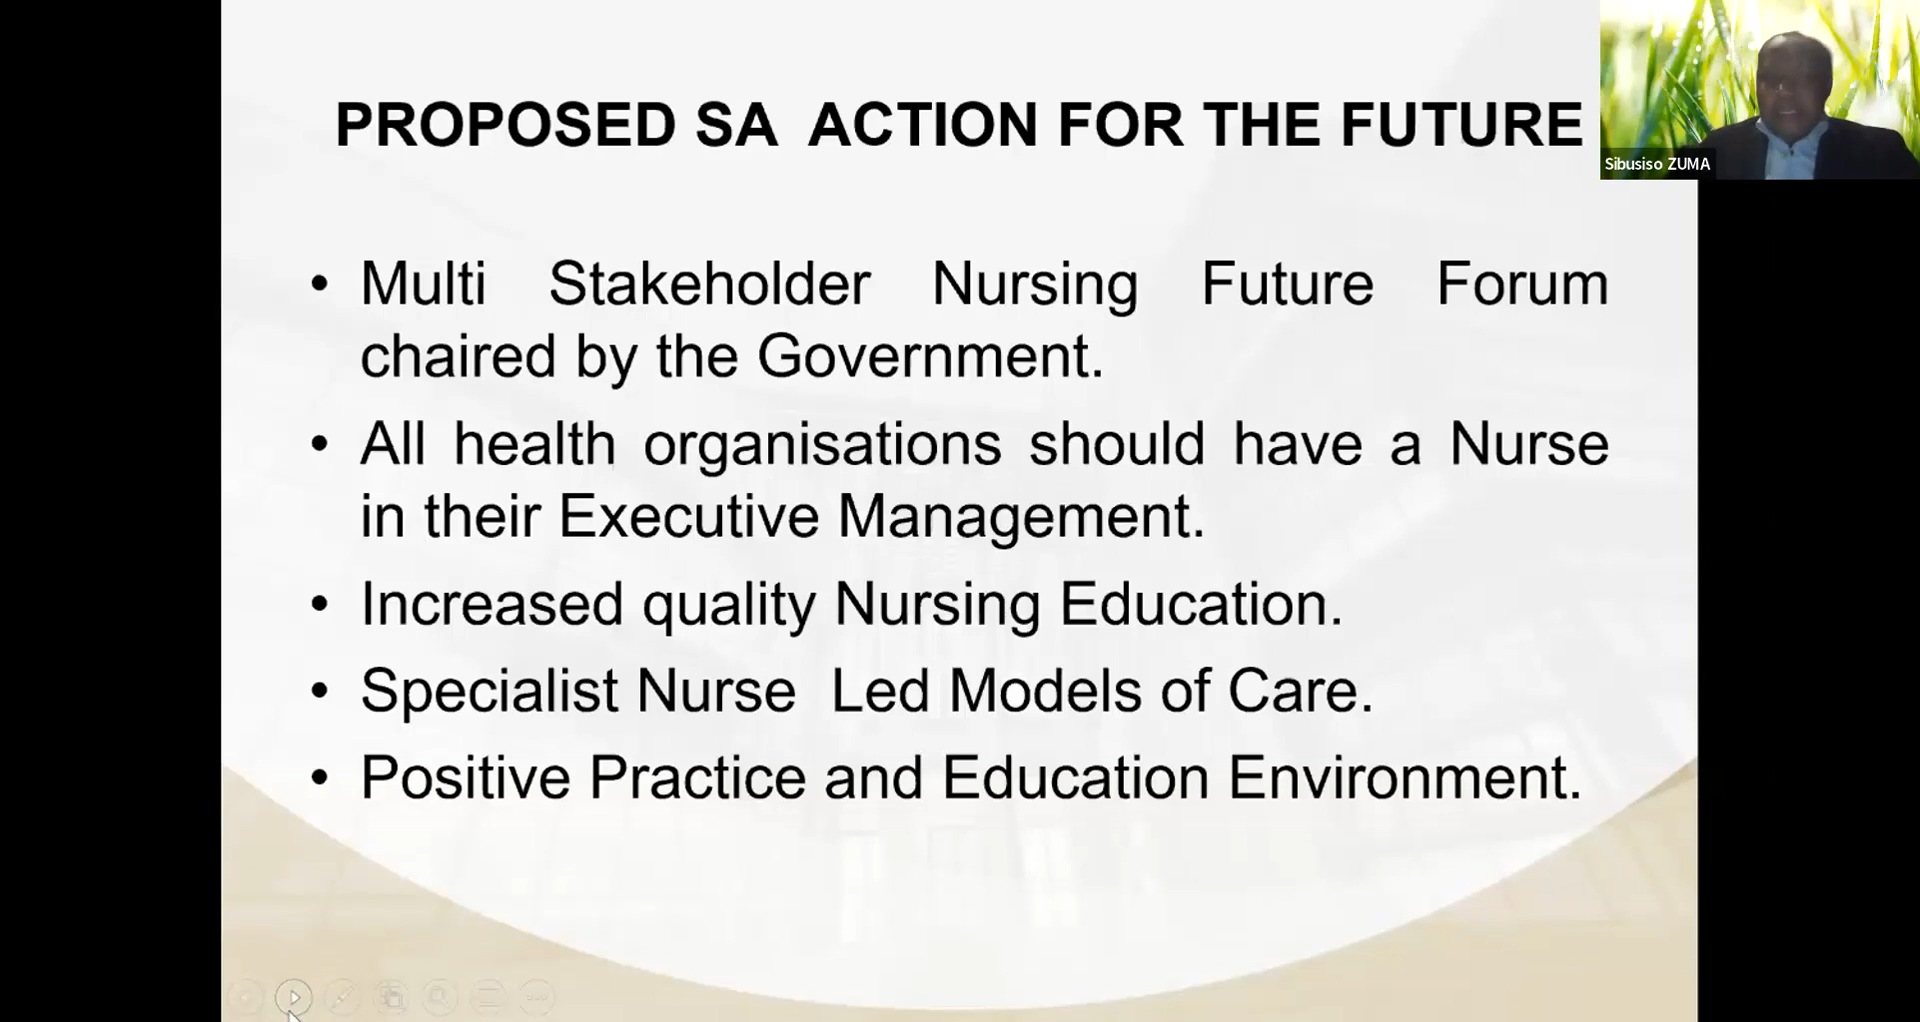 PROPOSED SA  ACTION FOR THE FUTURE
Sibusiso ZUMA
• Multi Stakeholder Nursing Future Forum
chaired by the Government.
• All health organisations should have a Nurse
in their Executive Management.
• Increased quality Nursing Education.
• Specialist Nurse  Led Models of Care.
• Positive Practice and Education Environment.